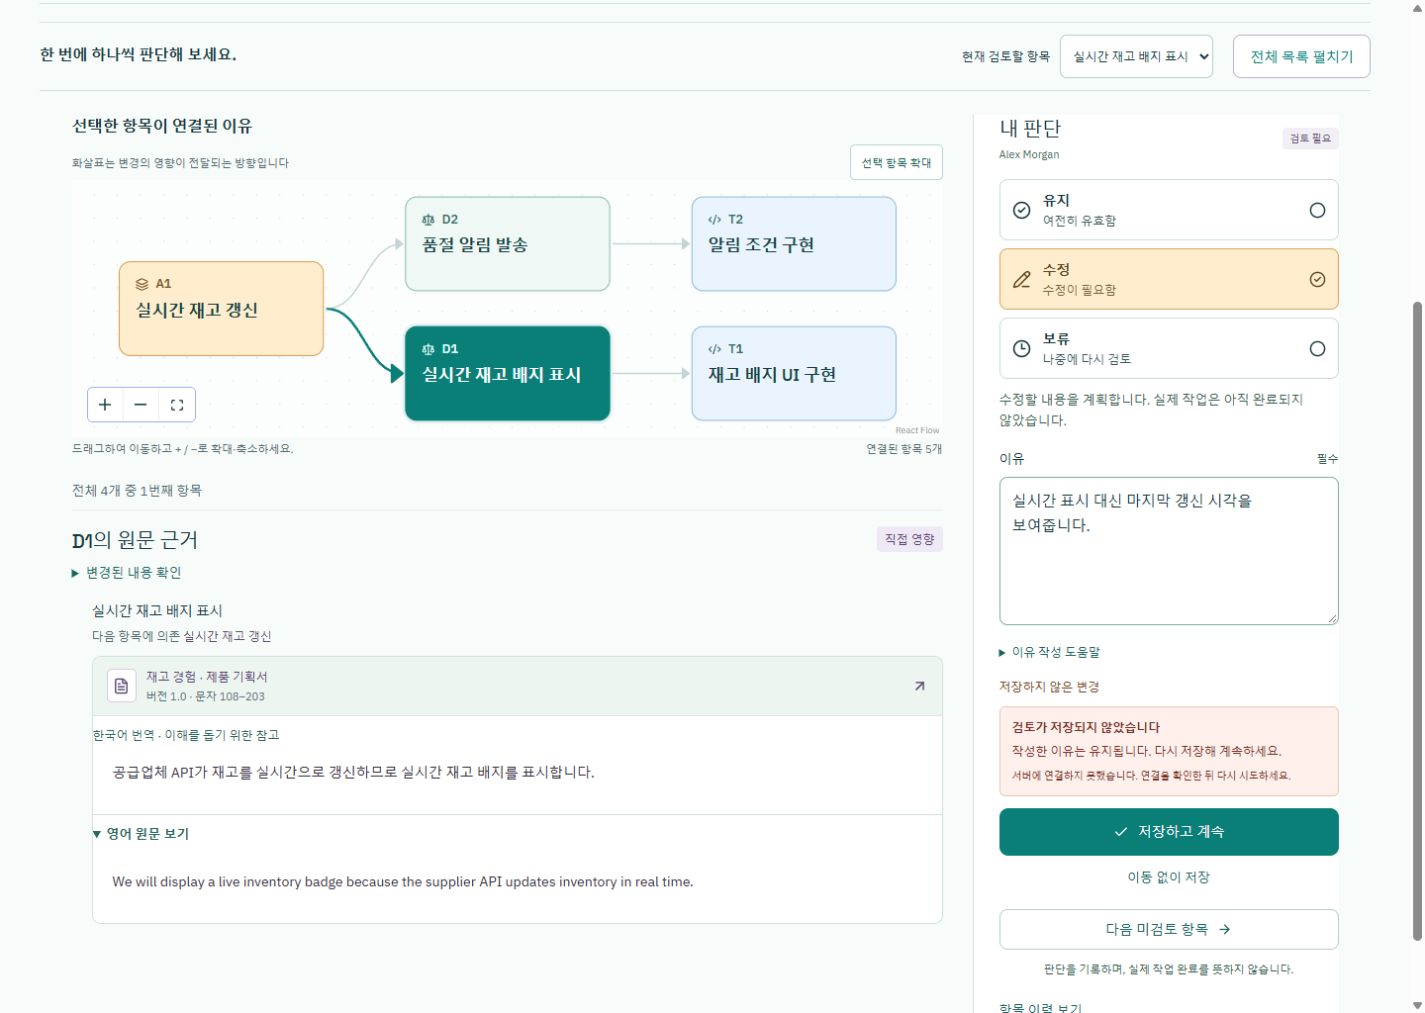 한 번에 하나씩 판단해 보세요.
현재 검토할 항목
실시간 재고 배지 표시
전체 목록 펼치기
선택한 항목이 연결된 이유
화살표는 변경의 영향이 전달되는 방향입니다
선택 항목 확대
A1
실시간 재고 갱신
D2
품절 알림 발송
T2
알림 조건 구현
D1
실시간 재고 배지 표시
T1
재고 배지 UI 구현
React Flow
드래그하여 이동하고 + / −로 확대·축소하세요.
연결된 항목 5개
전체 4개 중 1번째 항목
D1의 원문 근거
직접 영향
변경된 내용 확인
실시간 재고 배지 표시
다음 항목에 의존 실시간 재고 갱신
재고 경험 · 제품 기획서
버전 1.0 · 문자 108–203
한국어 번역 · 이해를 돕기 위한 참고
공급업체 API가 재고를 실시간으로 갱신하므로 실시간 재고 배지를 표시합니다.
영어 원문 보기
We will display a live inventory badge because the supplier API updates inventory in real time.
내 판단
검토 필요
Alex Morgan
유지
여전히 유효함
수정
수정이 필요함
보류
나중에 다시 검토
수정할 내용을 계획합니다. 실제 작업은 아직 완료되지
않았습니다.
이유
필수
실시간 표시 대신 마지막 갱신 시각을
보여줍니다.
이유 작성 도움말
저장하지 않은 변경
검토가 저장되지 않았습니다
작성한 이유는 유지됩니다. 다시 저장해 계속하세요.
서버에 연결하지 못했습니다. 연결을 확인한 뒤 다시 시도하세요.
저장하고 계속
이동 없이 저장
다음 미검토 항목
판단을 기록하며, 실제 작업 완료를 뜻하지 않습니다.
항목 이력 보기